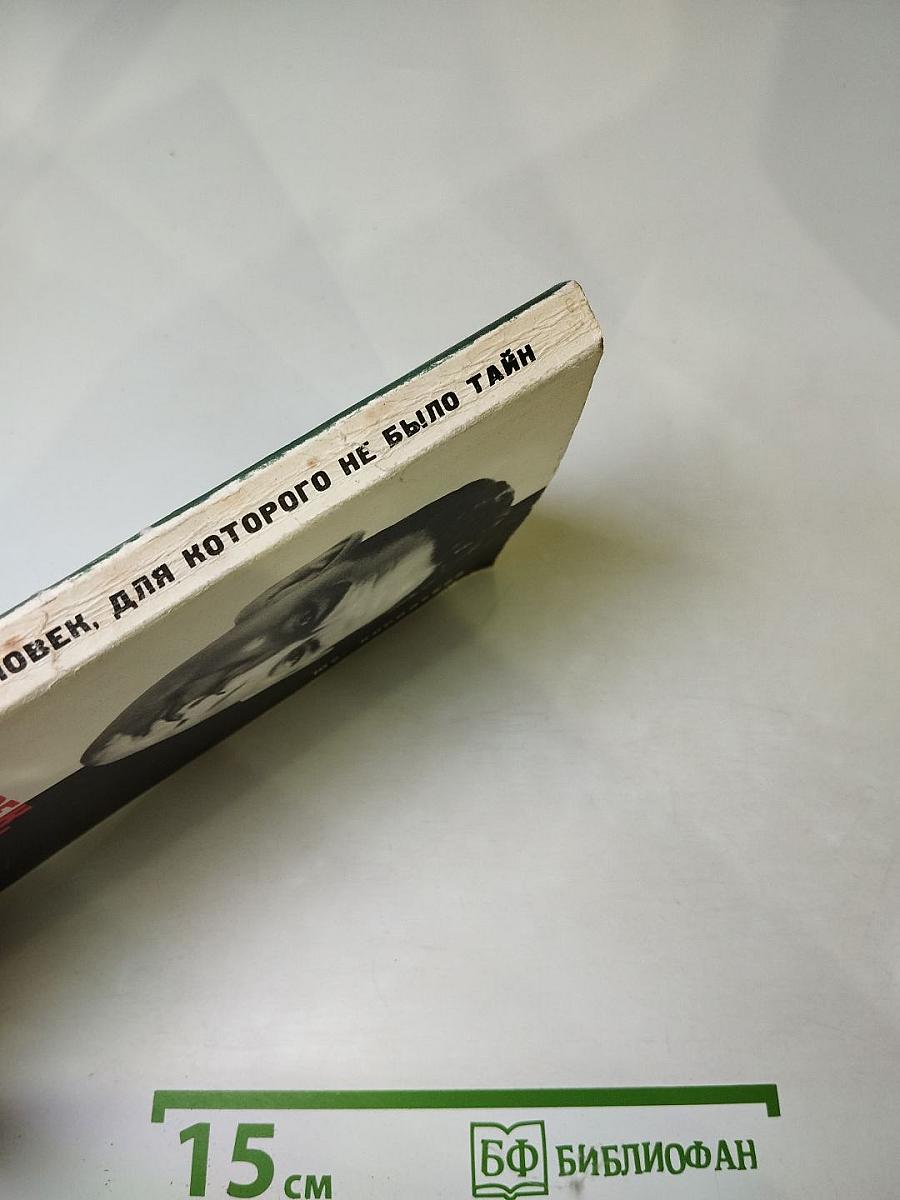 ЛОВЕК, ДЛЯ КОТОРОГО НЕ БЫЛО ТАЙН
15 см
БФ БИБЛИОФАН